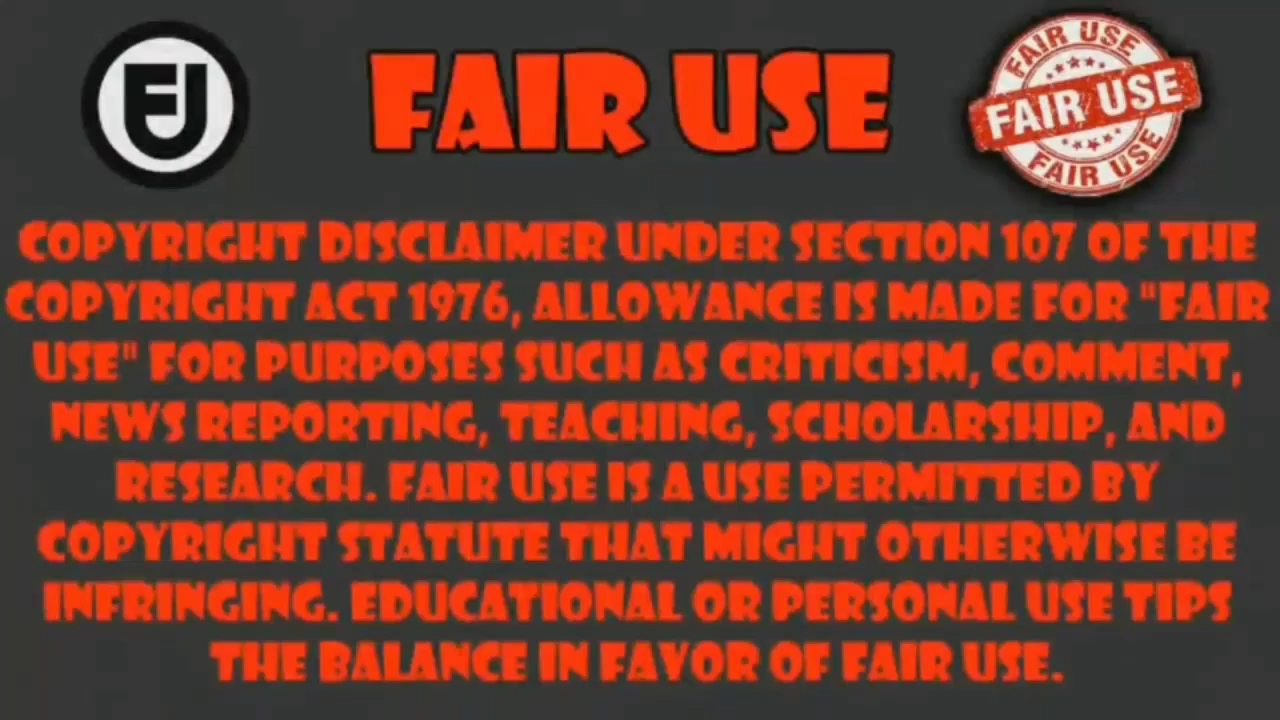 FU
FAIR USE
FAIR USE
FAIR USE
FAIR USE
COPYRIGHT DISCLAIMER UNDER SECTION 107 OF THE
COPYRIGHT ACT 1976, ALLOWANCE IS MADE FOR "FAIR
USE" FOR PURPOSES SUCH AS CRITICISM, COMMENT,
NEWS REPORTING, TEACHING, SCHOLARSHIP, AND
RESEARCH. FAIR USE IS A USE PERMITTED BY
COPYRIGHT STATUTE THAT MIGHT OTHERWISE BE
INFRINGING. EDUCATIONAL OR PERSONAL USE TIPS
THE BALANCE IN FAVOR OF FAIR USE.